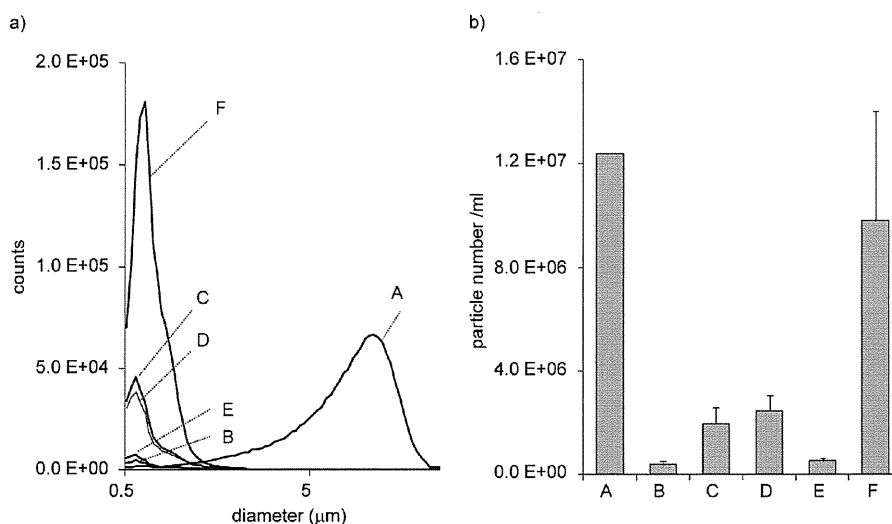 a)
2.0 E+05
1.5 E+05
1.0 E+05
5.0 E+04
0.0 E+00
counts
F
C
D
E
B
A
0.5
5
diameter (µm)
b)
1.6 E+07
1.2 E+07
8.0 E+06
4.0 E+06
0.0 E+00
particle number /ml
A B C D E F